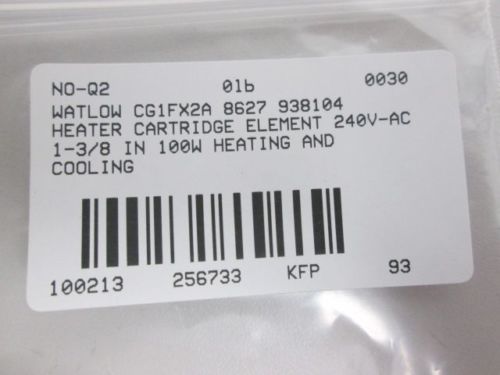 NO-Q2 01b 0030
WATLOW CG1FX2A 8627 938104
HEATER CARTRIDGE ELEMENT 240V-AC
1-3/8 IN 100W HEATING AND
COOLING
100213 256733 KFP 93